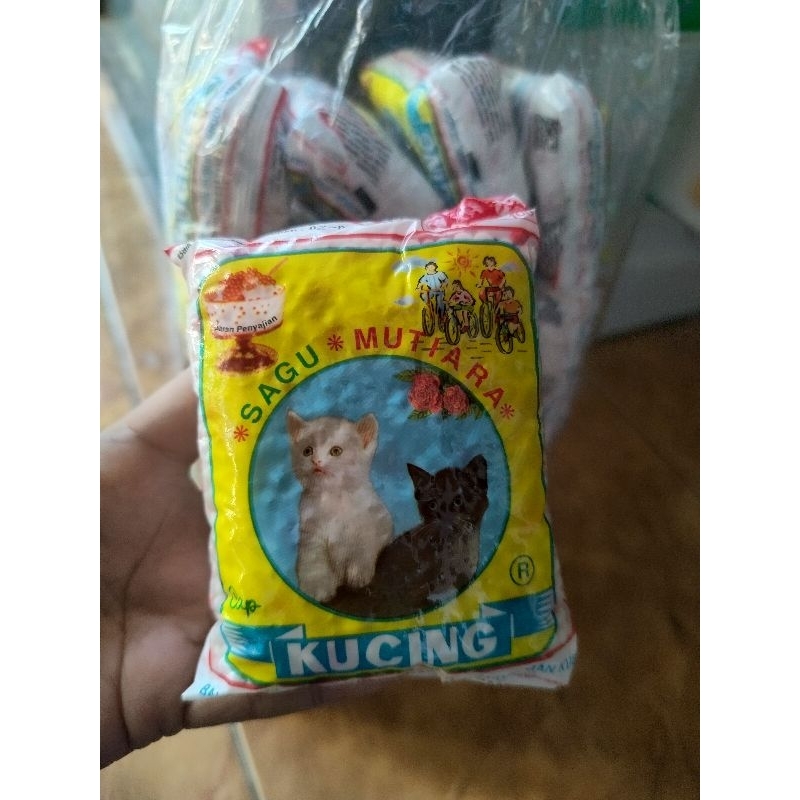 Saran Penyajian
SAGU * MUTIARA *
Cap
R
KUCING